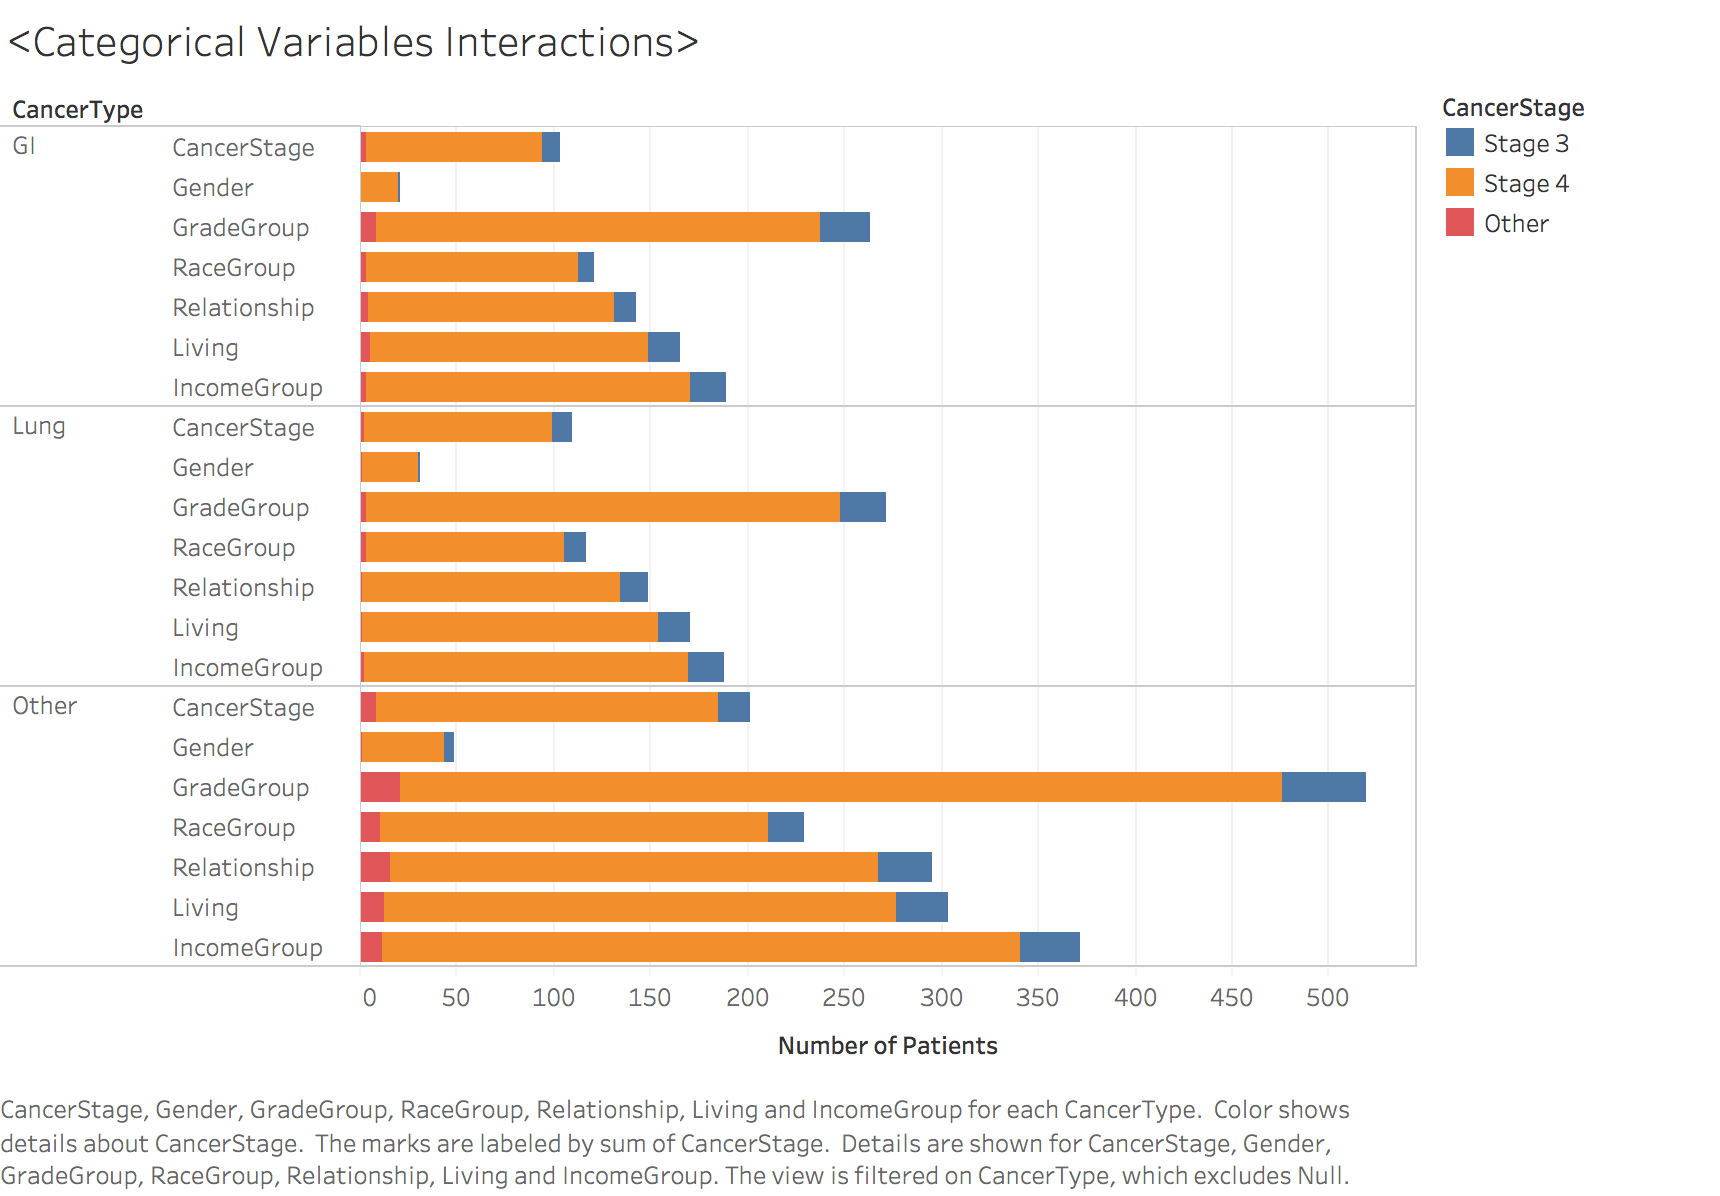 <Categorical Variables Interactions>
CancerType
CancerStage
GI
CancerStage
Stage 3
Gender
Stage 4
GradeGroup
Other
RaceGroup
Relationship
Living
IncomeGroup
Lung
CancerStage
Gender
GradeGroup
RaceGroup
Relationship
Living
IncomeGroup
Other
CancerStage
Gender
GradeGroup
RaceGroup
Relationship
Living
IncomeGroup
0 50 100 150 200 250 300 350 400 450 500
Number of Patients
CancerStage, Gender, GradeGroup, RaceGroup, Relationship, Living and IncomeGroup for each CancerType.  Color shows
details about CancerStage.  The marks are labeled by sum of CancerStage.  Details are shown for CancerStage, Gender,
GradeGroup, RaceGroup, Relationship, Living and IncomeGroup. The view is filtered on CancerType, which excludes Null.